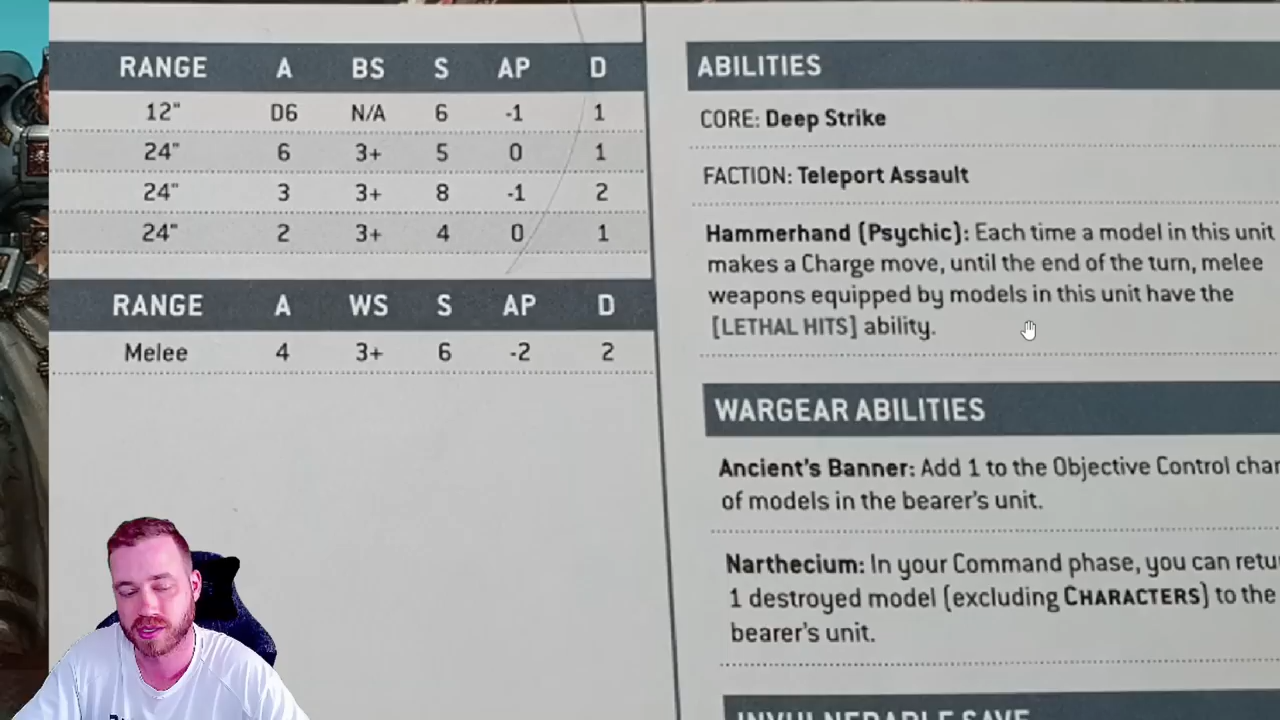 RANGE A BS S AP D
12" D6 N/A 6 -1 1
24" 6 3+ 5 0 1
24" 3 3+ 8 -1 2
24" 2 3+ 4 0 1
RANGE A WS S AP D
Melee 4 3+ 6 -2 2
ABILITIES
CORE: Deep Strike
FACTION: Teleport Assault
Hammerhand (Psychic): Each time a model in this unit
makes a Charge move, until the end of the turn, melee
weapons equipped by models in this unit have the
[LETHAL HITS] ability.
WARGEAR ABILITIES
Ancient's Banner: Add 1 to the Objective Control char
of models in the bearer's unit.
Narthecium: In your Command phase, you can retu
1 destroyed model (excluding CHARACTERS) to the
bearer's unit.
INVULNERABLE SAVE